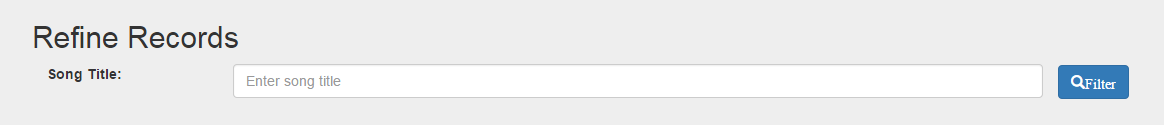 Refine Records
Song Title:
Enter song title
Filter